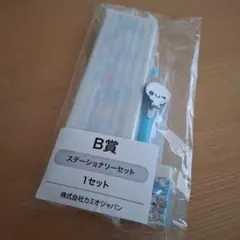 B賞
ステーショナリーセット
1セット
株式会社カミオジャパン